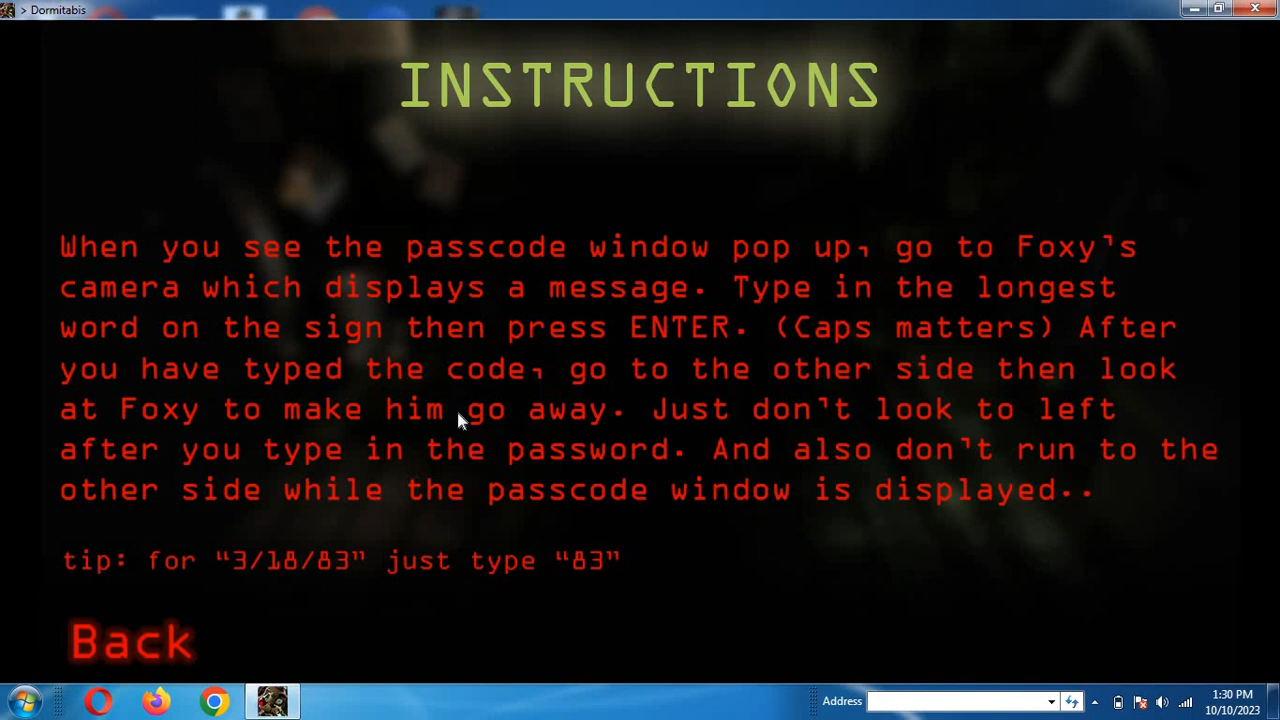 > Dormitabis
INSTRUCTIONS
When you see the passcode window pop up, go to Foxy's
camera which displays a message. Type in the longest
word on the sign then press ENTER. (Caps matters) After
you have typed the code, go to the other side then look
at Foxy to make him go away. Just don't look to left
after you type in the password. And also don't run to the
other side while the passcode window is displayed..
tip: for "3/18/83" just type "83"
Back
Address
1:30 PM
10/10/2023